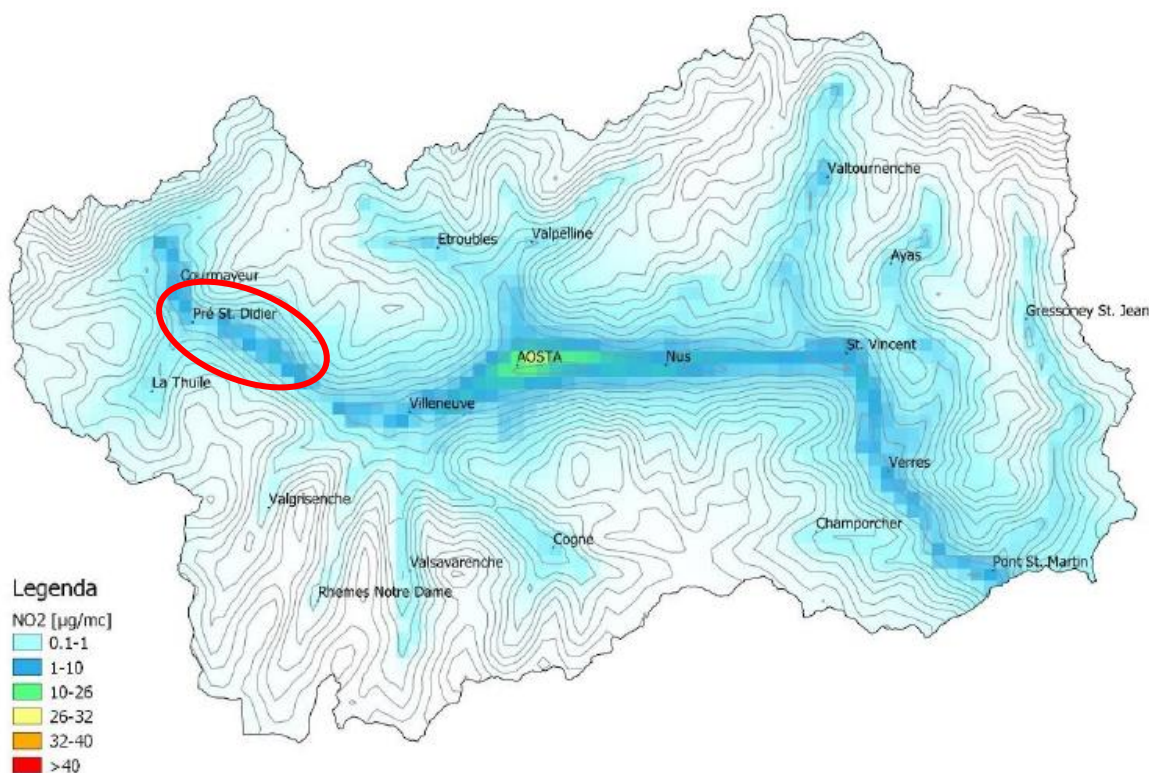 Valtournenche
Etroubles
Valpelline
Ayas
Courmayeur
Pré St. Didier
Gressoney St. Jean
AOSTA
Nus
St. Vincent
La Thuile
Villeneuve
Verres
Valgrisenche
Champorcher
Cogne
Valsavarenche
Pont St. Martin
Rhemes Notre Dame
Legenda
NO2 [µg/mc]
0.1-1
1-10
10-26
26-32
32-40
>40